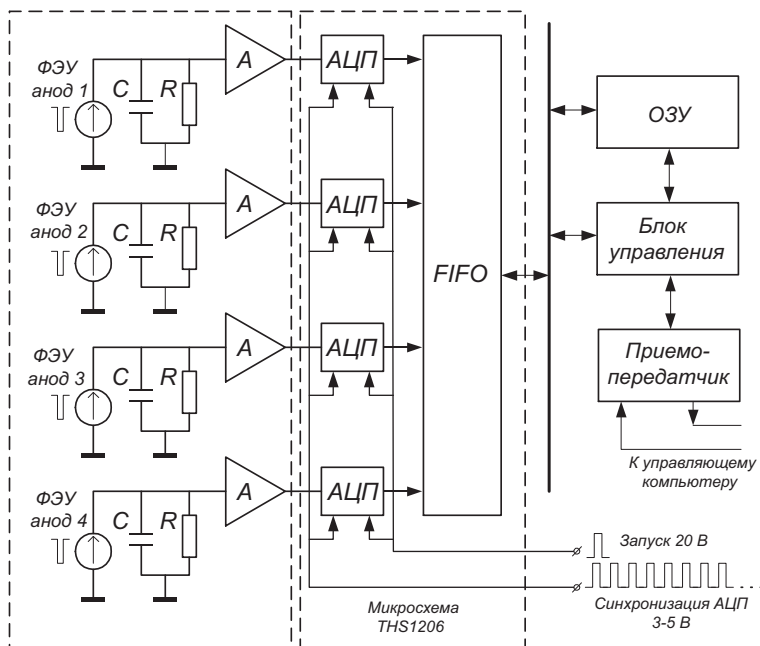 ФЭУ
анод 1
C
R
A
АЦП
ФЭУ
анод 2
C
R
A
АЦП
ФЭУ
анод 3
C
R
A
АЦП
ФЭУ
анод 4
C
R
A
АЦП
FIFO
ОЗУ
Блок
управления
Приемо-
передатчик
К управляющему
компьютеру
Запуск 20 В
Синхронизация АЦП
3-5 В
Микросхема
THS1206